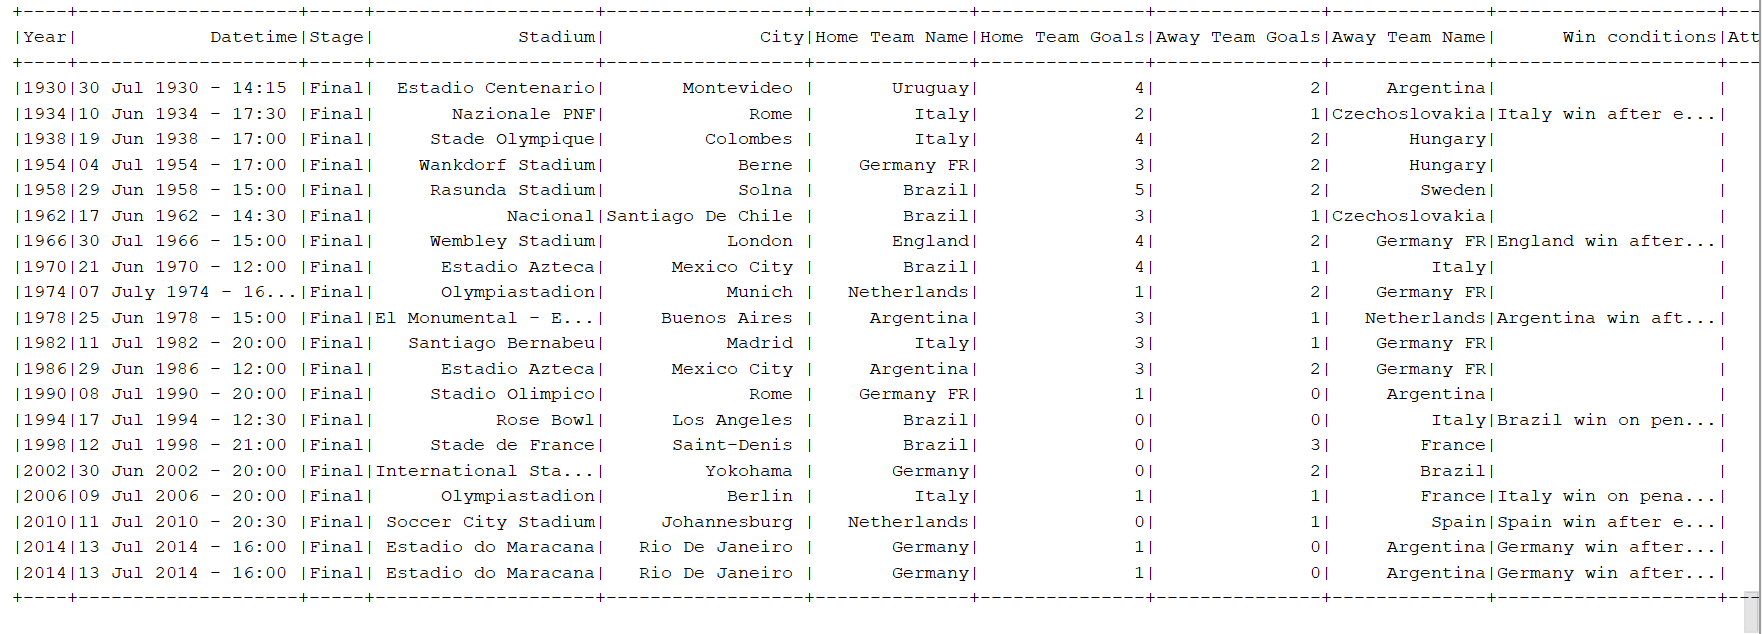 +----+--------------------+-----+--------------------+------------------+--------------+---------------+---------------+--------------+--------------------+---
|Year|            Datetime|Stage|             Stadium|              City|Home Team Name|Home Team Goals|Away Team Goals|Away Team Name|      Win conditions|Att
+----+--------------------+-----+--------------------+------------------+--------------+---------------+---------------+--------------+--------------------+---
|1930|30 Jul 1930 - 14:15 |Final|  Estadio Centenario|       Montevideo |       Uruguay|              4|              2|     Argentina|                    |
|1934|10 Jun 1934 - 17:30 |Final|       Nazionale PNF|             Rome |         Italy|              2|              1|Czechoslovakia|Italy win after e...|
|1938|19 Jun 1938 - 17:00 |Final|     Stade Olympique|         Colombes |         Italy|              4|              2|       Hungary|                    |
|1954|04 Jul 1954 - 17:00 |Final|    Wankdorf Stadium|            Berne |    Germany FR|              3|              2|       Hungary|                    |
|1958|29 Jun 1958 - 15:00 |Final|     Rasunda Stadium|            Solna |        Brazil|              5|              2|        Sweden|                    |
|1962|17 Jun 1962 - 14:30 |Final|            Nacional|Santiago De Chile |        Brazil|              3|              1|Czechoslovakia|                    |
|1966|30 Jul 1966 - 15:00 |Final|     Wembley Stadium|           London |       England|              4|              2|    Germany FR|England win after...|
|1970|21 Jun 1970 - 12:00 |Final|      Estadio Azteca|      Mexico City |        Brazil|              4|              1|         Italy|                    |
|1974|07 July 1974 - 16...|Final|      Olympiastadion|           Munich |   Netherlands|              1|              2|    Germany FR|                    |
|1978|25 Jun 1978 - 15:00 |Final|El Monumental - E...|     Buenos Aires |     Argentina|              3|              1|   Netherlands|Argentina win aft...|
|1982|11 Jul 1982 - 20:00 |Final|   Santiago Bernabeu|           Madrid |         Italy|              3|              1|    Germany FR|                    |
|1986|29 Jun 1986 - 12:00 |Final|      Estadio Azteca|      Mexico City |     Argentina|              3|              2|    Germany FR|                    |
|1990|08 Jul 1990 - 20:00 |Final|     Stadio Olimpico|             Rome |    Germany FR|              1|              0|     Argentina|                    |
|1994|17 Jul 1994 - 12:30 |Final|           Rose Bowl|      Los Angeles |        Brazil|              0|              0|         Italy|Brazil win on pen...|
|1998|12 Jul 1998 - 21:00 |Final|     Stade de France|      Saint-Denis |        Brazil|              0|              3|        France|                    |
|2002|30 Jun 2002 - 20:00 |Final|International Sta...|         Yokohama |       Germany|              0|              2|        Brazil|                    |
|2006|09 Jul 2006 - 20:00 |Final|      Olympiastadion|           Berlin |         Italy|              1|              1|        France|Italy win on pena...|
|2010|11 Jul 2010 - 20:30 |Final| Soccer City Stadium|     Johannesburg |   Netherlands|              0|              1|         Spain|Spain win after e...|
|2014|13 Jul 2014 - 16:00 |Final| Estadio do Maracana|   Rio De Janeiro |       Germany|              1|              0|     Argentina|Germany win after...|
|2014|13 Jul 2014 - 16:00 |Final| Estadio do Maracana|   Rio De Janeiro |       Germany|              1|              0|     Argentina|Germany win after...|
+----+--------------------+-----+--------------------+------------------+--------------+---------------+---------------+--------------+--------------------+---